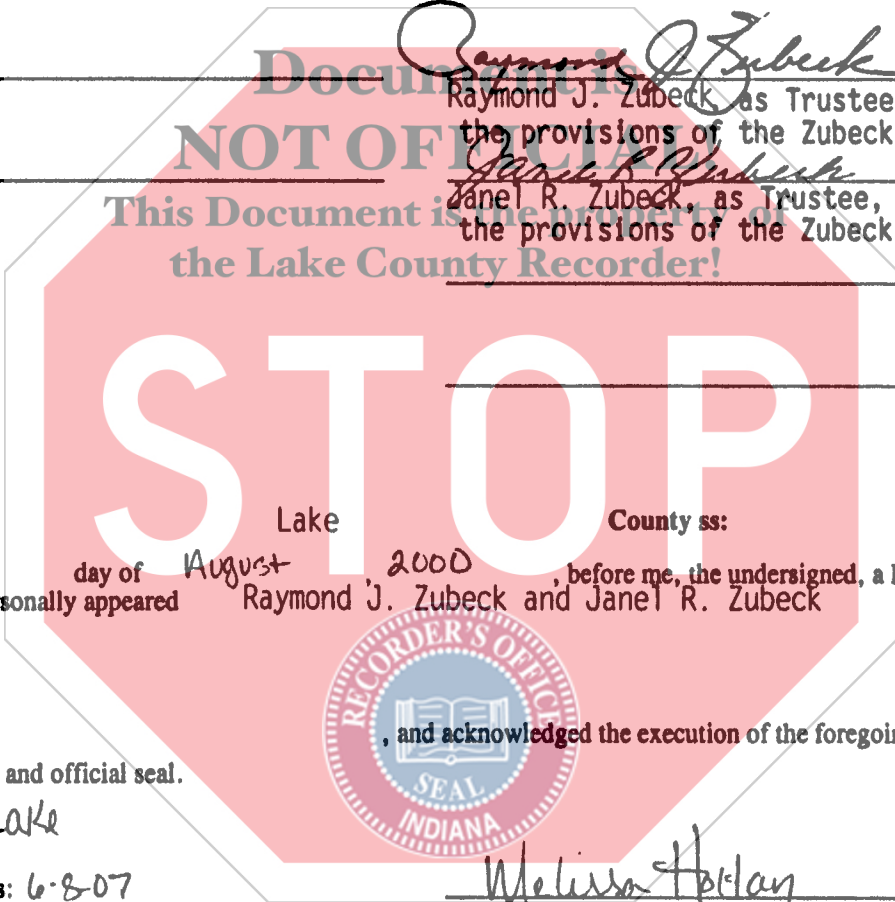 Raymond J Zubeck
Document is
Raymond J. Zubeck, as Trustee
NOT OFFICIAL!
the provisions of the Zubeck
Janel R Zubeck
Janel R. Zubeck, as Trustee,
This Document is the property of
the provisions of the Zubeck
the Lake County Recorder!
STOP
Lake County ss:
day of August, 2000, before me, the undersigned, a
sonally appeared Raymond J. Zubeck and Janel R. Zubeck
RECORDER'S OFFICE
, and acknowledged the execution of the foregoin
SEAL
and official seal.
INDIANA
ake
s: 6-8-07
Melissa